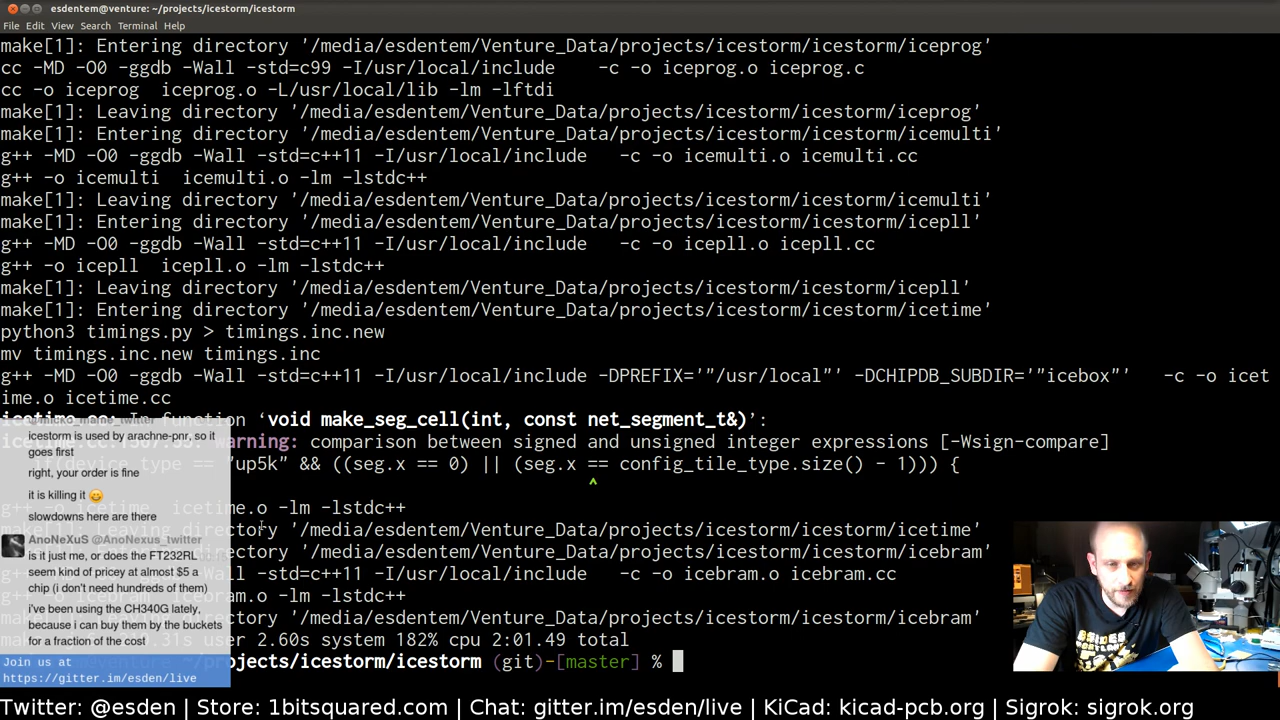 esdentem@venture: ~/projects/icestorm/icestorm
File Edit View Search Terminal Help
make[1]: Entering directory '/media/esdentem/Venture_Data/projects/icestorm/icestorm/iceprog'
cc -MD -O0 -ggdb -Wall -std=c99 -I/usr/local/include    -c -o iceprog.o iceprog.c
cc -o iceprog  iceprog.o -L/usr/local/lib -lm -lftdi
make[1]: Leaving directory '/media/esdentem/Venture_Data/projects/icestorm/icestorm/iceprog'
make[1]: Entering directory '/media/esdentem/Venture_Data/projects/icestorm/icestorm/icemulti'
g++ -MD -O0 -ggdb -Wall -std=c++11 -I/usr/local/include   -c -o icemulti.o icemulti.cc
g++ -o icemulti  icemulti.o -lm -lstdc++
make[1]: Leaving directory '/media/esdentem/Venture_Data/projects/icestorm/icestorm/icemulti'
make[1]: Entering directory '/media/esdentem/Venture_Data/projects/icestorm/icestorm/icepll'
g++ -MD -O0 -ggdb -Wall -std=c++11 -I/usr/local/include   -c -o icepll.o icepll.cc
g++ -o icepll  icepll.o -lm -lstdc++
make[1]: Leaving directory '/media/esdentem/Venture_Data/projects/icestorm/icestorm/icepll'
make[1]: Entering directory '/media/esdentem/Venture_Data/projects/icestorm/icestorm/icetime'
python3 timings.py > timings.inc.new
mv timings.inc.new timings.inc
g++ -MD -O0 -ggdb -Wall -std=c++11 -I/usr/local/include -DPREFIX='"/usr/local"' -DCHIPDB_SUBDIR='"icebox"'   -c -o icet
ime.o icetime.cc
In function ‘void make_seg_cell(int, const net_segment_t&)’:
warning: comparison between signed and unsigned integer expressions [-Wsign-compare]
if(device_type == "up5k" && ((seg.x == 0) || (seg.x == config_tile_type.size() - 1))) {
^
g++ -o icetime  icetime.o -lm -lstdc++
make[1]: Leaving directory '/media/esdentem/Venture_Data/projects/icestorm/icestorm/icetime'
directory '/media/esdentem/Venture_Data/projects/icestorm/icestorm/icebram'
-Wall -std=c++11 -I/usr/local/include   -c -o icebram.o icebram.cc
icebram.o -lm -lstdc++
directory '/media/esdentem/Venture_Data/projects/icestorm/icestorm/icebram'
user 2.60s system 182% cpu 2:01.49 total
~/projects/icestorm/icestorm (git)-[master] %
icestorm is used by arachne-pnr, so it
goes first
right, your order is fine
it is killing it 😀
slowdowns here are there
AnoNeXuS @AnoNexus_twitter
is it just me, or does the FT232RL
seem kind of pricey at almost $5 a
chip (i don't need hundreds of them)
i've been using the CH340G lately,
because i can buy them by the buckets
for a fraction of the cost
Join us at
https://gitter.im/esden/live
Twitter: @esden | Store: 1bitsquared.com | Chat: gitter.im/esden/live | KiCad: kicad-pcb.org | Sigrok: sigrok.org